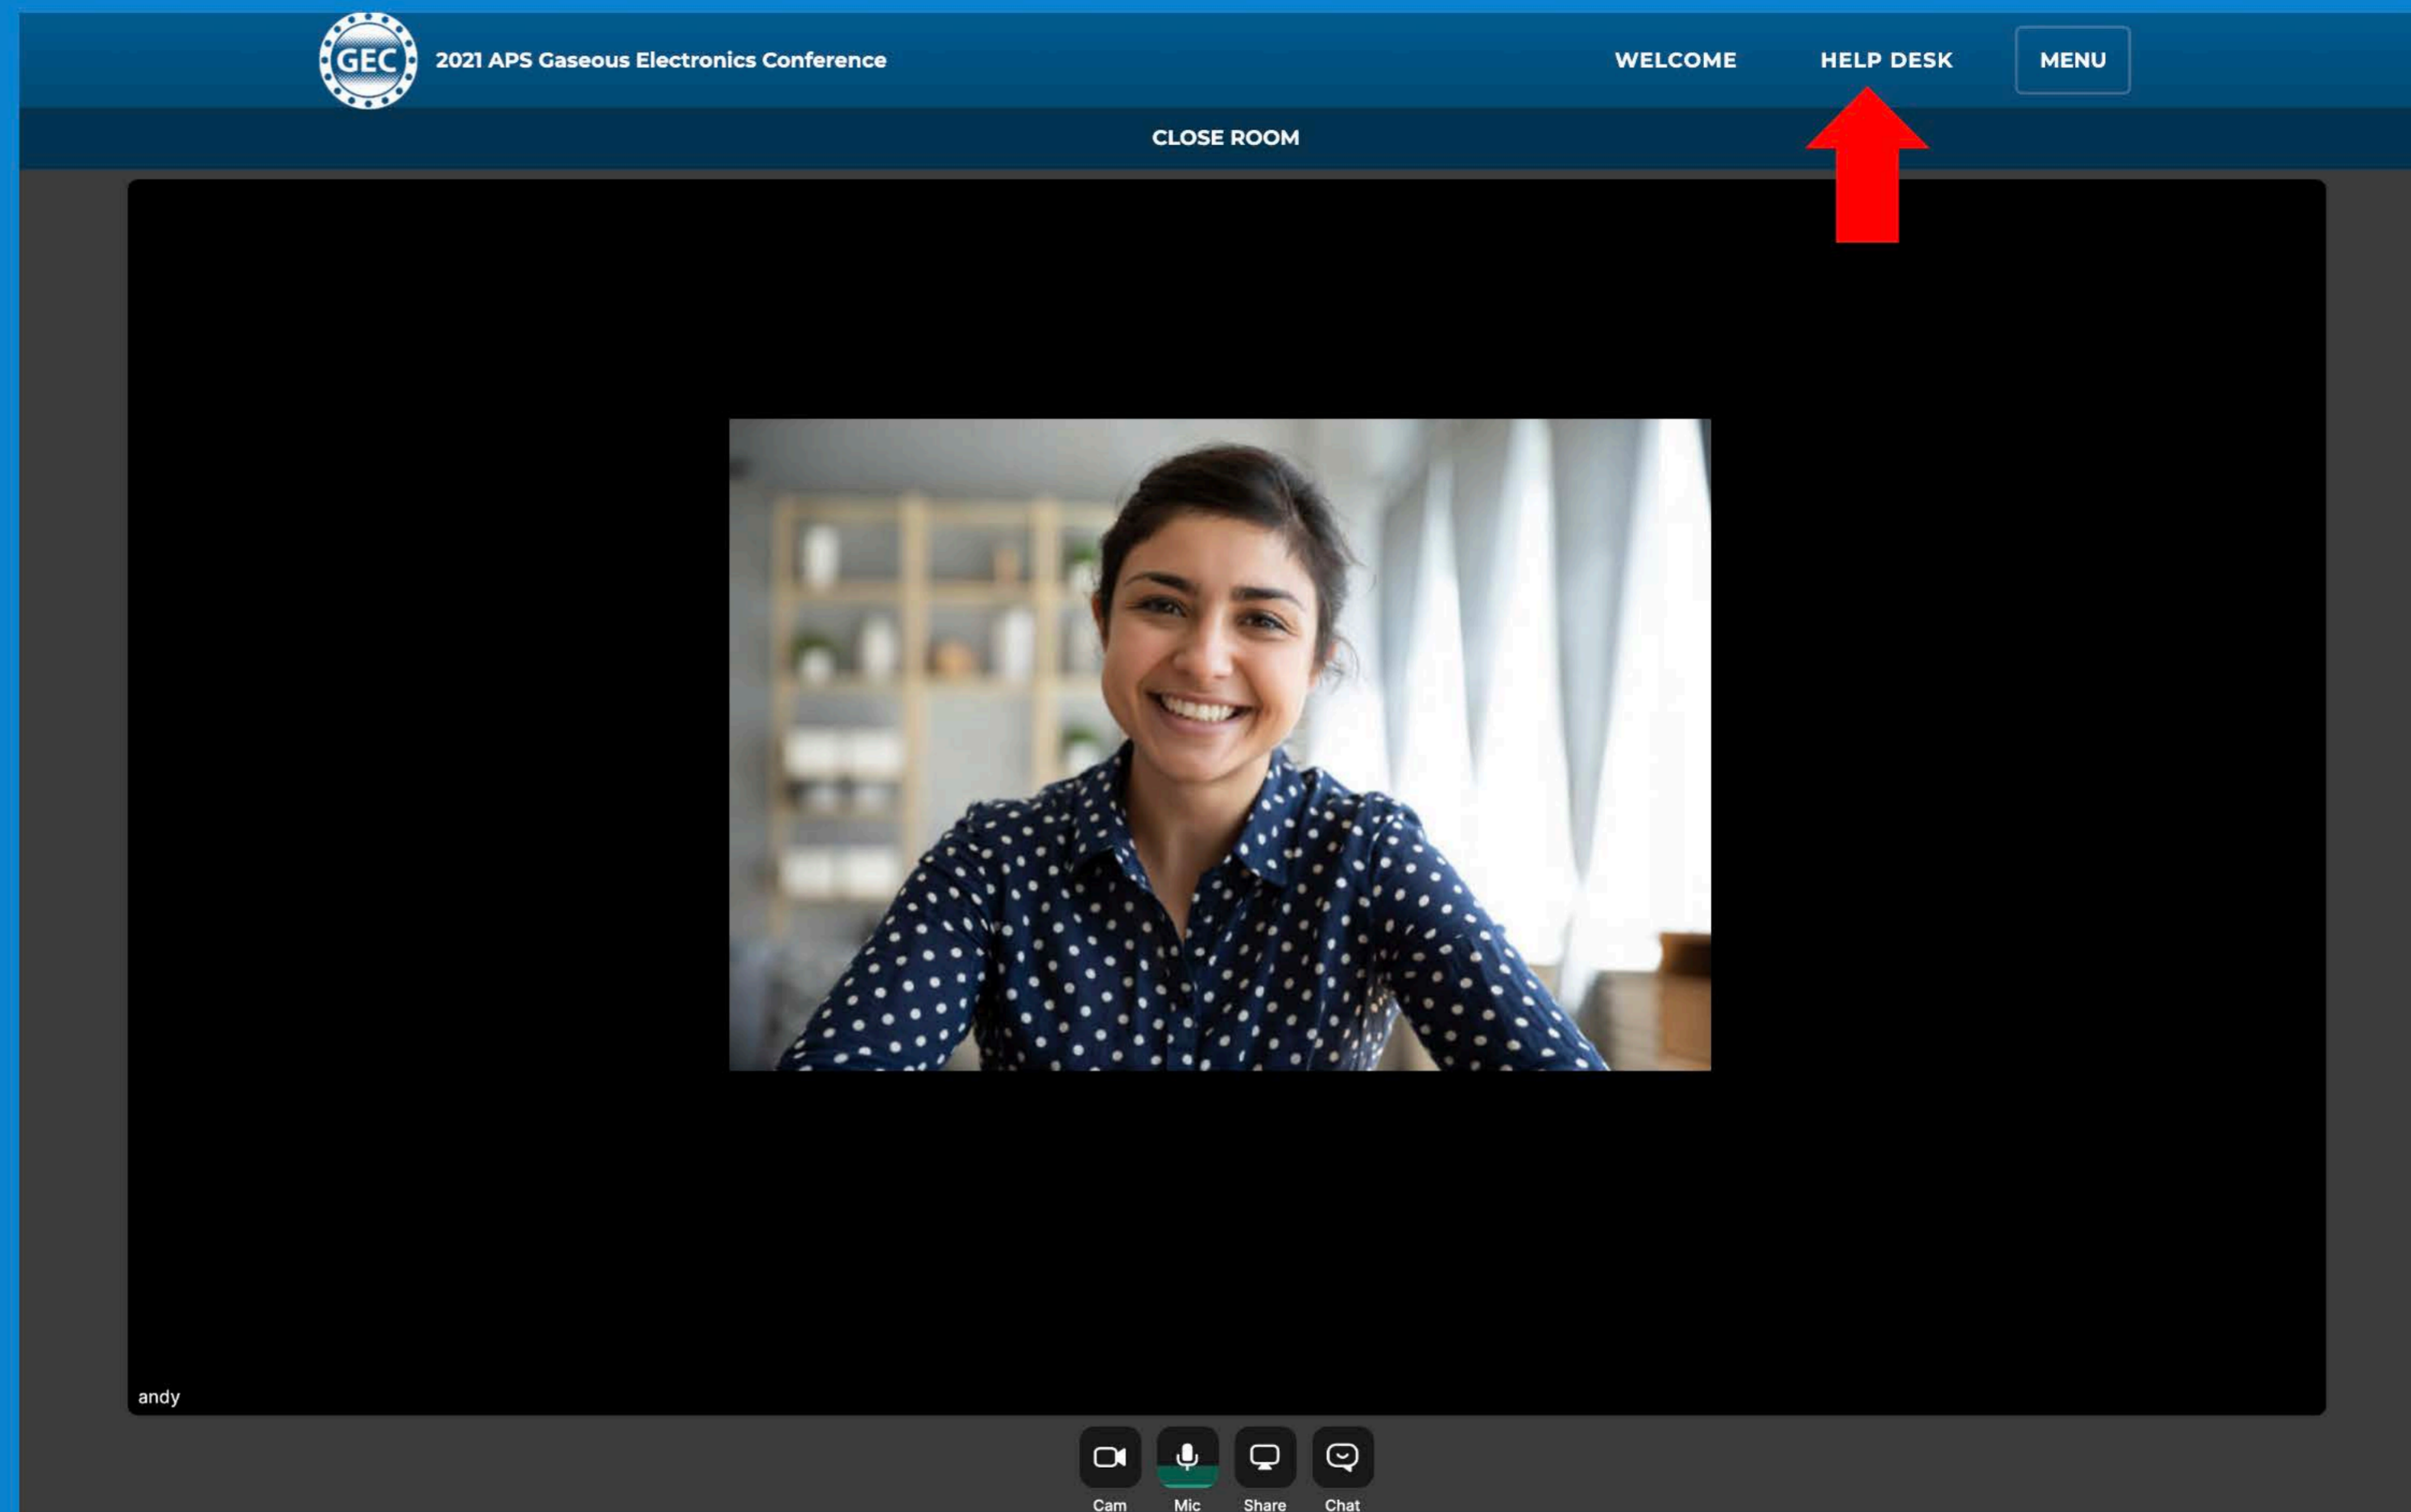 GEC
2021 APS Gaseous Electronics Conference
WELCOME
HELP DESK
MENU
CLOSE ROOM
andy
Cam
Mic
Share
Chat